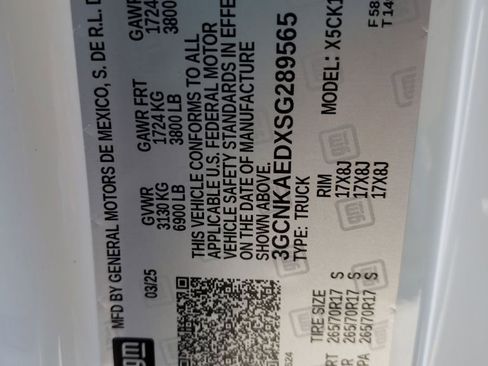 gm
MFD BY GENERAL MOTORS DE MEXICO, S. DE R.L. D
03/25
GVWR
3130 KG
6900 LB
GAWR FRT
1724 KG
3800 LB
GAWR
1724
3800
THIS VEHICLE CONFORMS TO ALL
APPLICABLE U.S. FEDERAL MOTOR
VEHICLE SAFETY STANDARDS IN EFFE
ON THE DATE OF MANUFACTURE
SHOWN ABOVE.
3GCNKAEDXSG289565
TYPE: TRUCK
MODEL: X5CK1
TIRE SIZE
RIM
265/70R17 S
17X8J
265/70R17 S
17X8J
265/70R17 S
17X8J